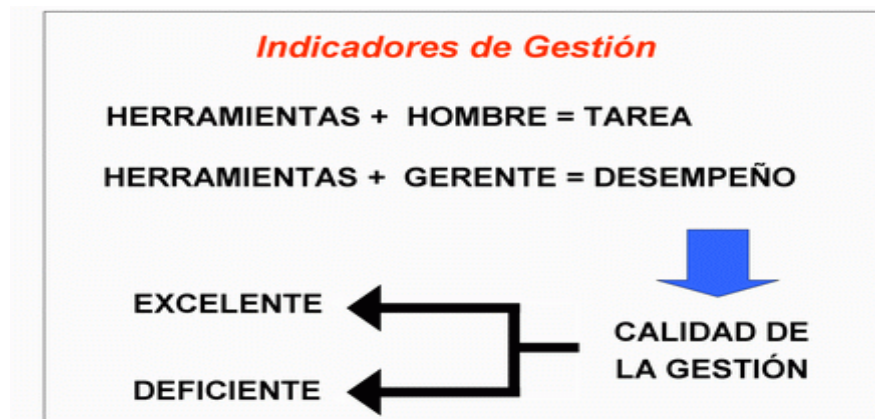 Indicadores de Gestión
HERRAMIENTAS + HOMBRE = TAREA
HERRAMIENTAS + GERENTE = DESEMPEÑO
EXCELENTE
CALIDAD DE
LA GESTIÓN
DEFICIENTE